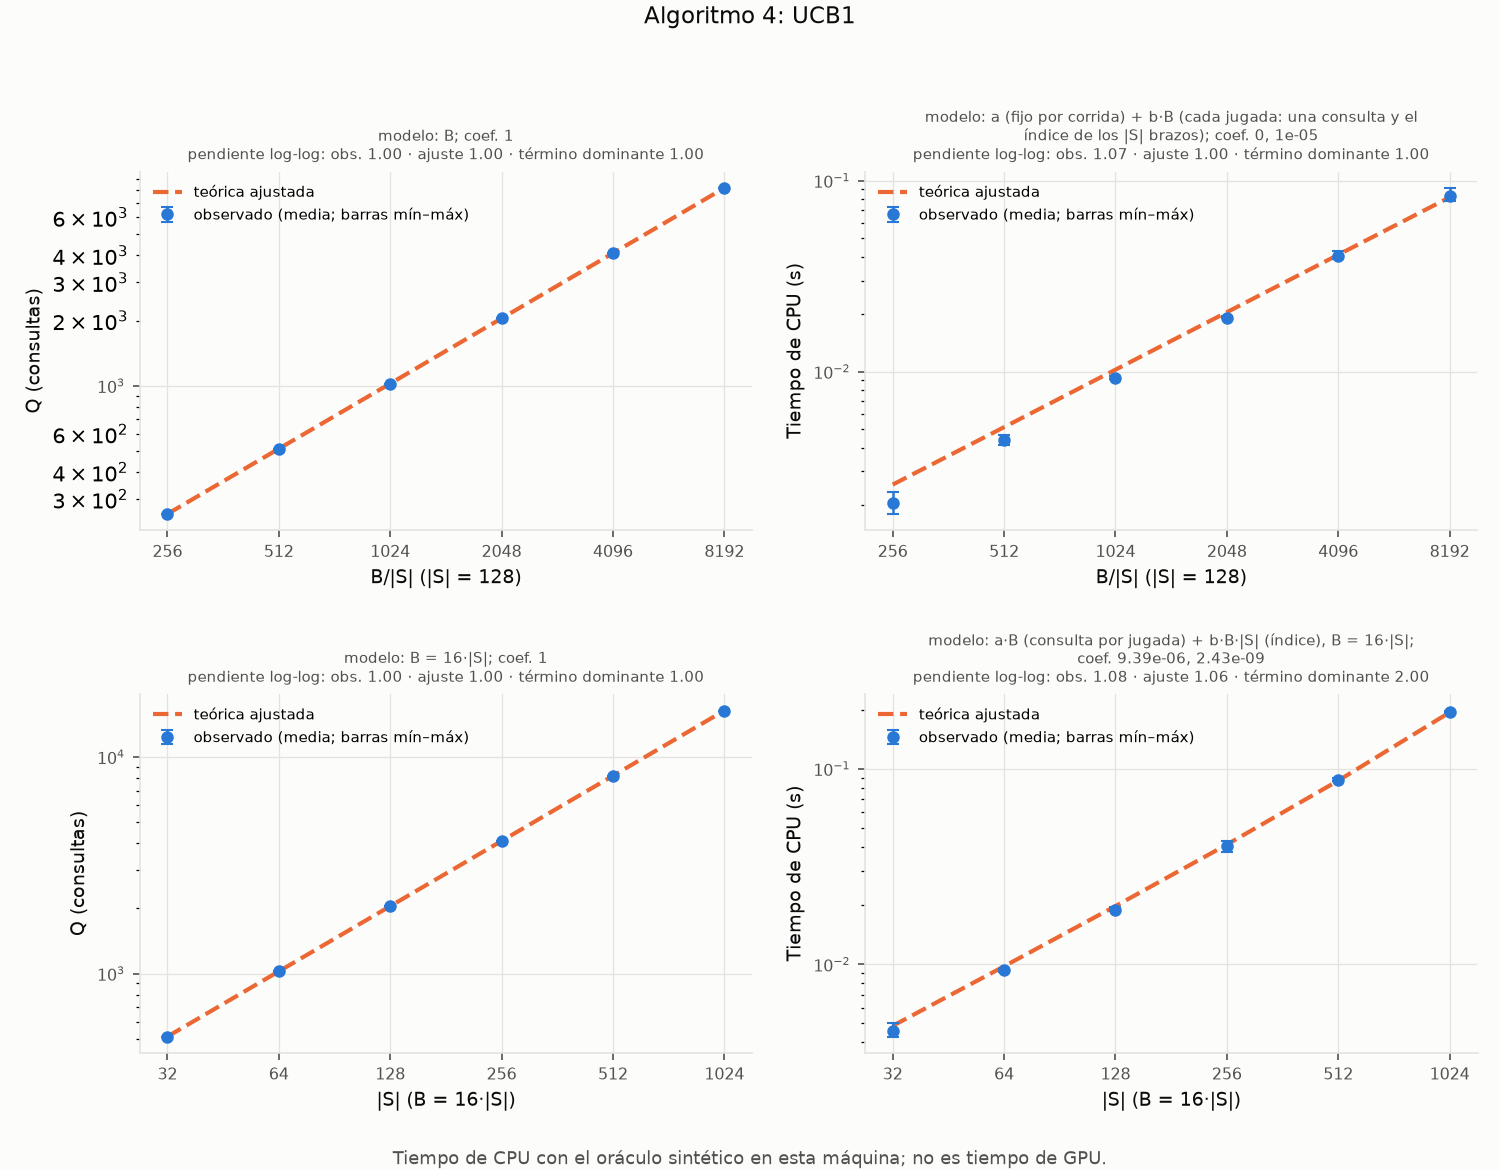 Algoritmo 4: UCB1
modelo: B; coef. 1
pendiente log-log: obs. 1.00 · ajuste 1.00 · término dominante 1.00
teórica ajustada
observado (media; barras mín–máx)
Q (consultas)
6 × 10³
4 × 10³
3 × 10³
2 × 10³
10³
6 × 10²
4 × 10²
3 × 10²
256 512 1024 2048 4096 8192
B/|S| (|S| = 128)
modelo: a (fijo por corrida) + b·B (cada jugada: una consulta y el
índice de los |S| brazos); coef. 0, 1e-05
pendiente log-log: obs. 1.07 · ajuste 1.00 · término dominante 1.00
teórica ajustada
observado (media; barras mín–máx)
Tiempo de CPU (s)
10⁻¹
10⁻²
256 512 1024 2048 4096 8192
B/|S| (|S| = 128)
modelo: B = 16·|S|; coef. 1
pendiente log-log: obs. 1.00 · ajuste 1.00 · término dominante 1.00
teórica ajustada
observado (media; barras mín–máx)
Q (consultas)
10⁴
10³
32 64 128 256 512 1024
|S| (B = 16·|S|)
modelo: a·B (consulta por jugada) + b·B·|S| (índice), B = 16·|S|;
coef. 9.39e-06, 2.43e-09
pendiente log-log: obs. 1.08 · ajuste 1.06 · término dominante 2.00
teórica ajustada
observado (media; barras mín–máx)
Tiempo de CPU (s)
10⁻¹
10⁻²
32 64 128 256 512 1024
|S| (B = 16·|S|)
Tiempo de CPU con el oráculo sintético en esta máquina; no es tiempo de GPU.